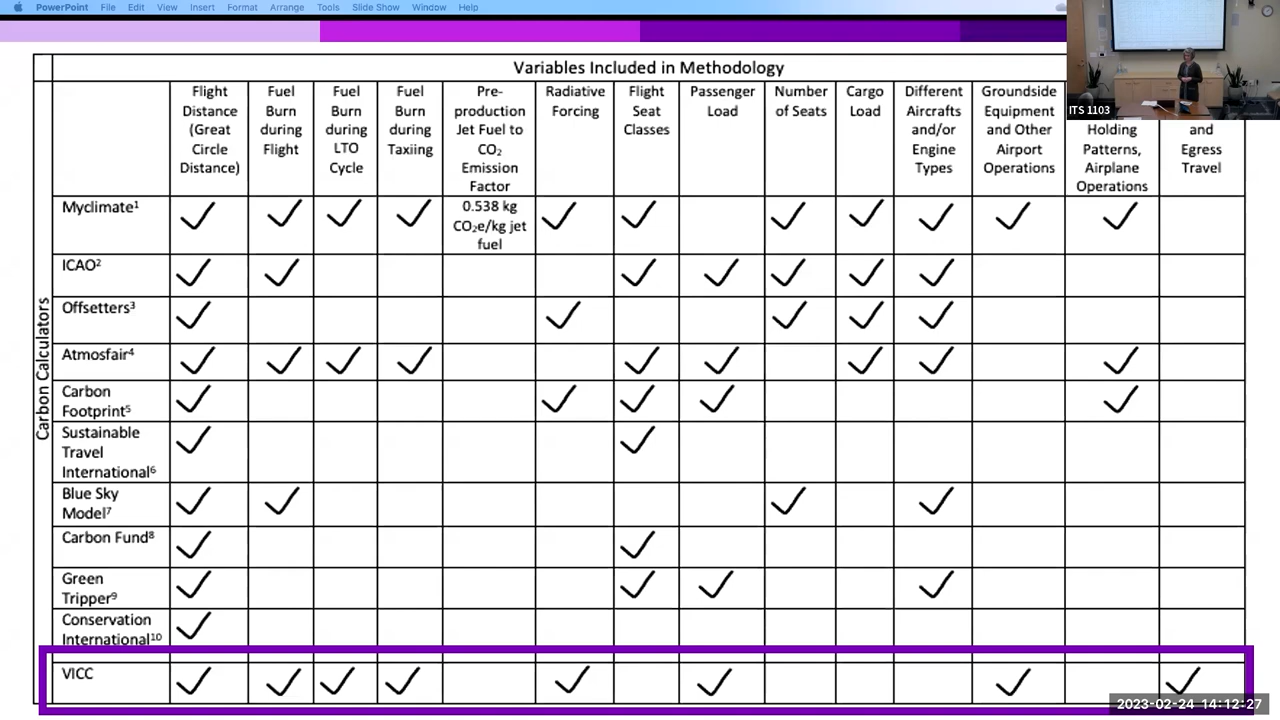 PowerPoint File Edit View Insert Format Arrange Tools Slide Show Window Help
ITS 1103
Variables Included in Methodology
Flight Distance (Great Circle Distance)
Fuel Burn during Flight
Fuel Burn during LTO Cycle
Fuel Burn during Taxiing
Pre-production Jet Fuel to CO₂ Emission Factor
Radiative Forcing
Flight Seat Classes
Passenger Load
Number of Seats
Cargo Load
Different Aircrafts and/or Engine Types
Groundside Equipment and Other Airport Operations
Holding Patterns, Airplane Operations
and Egress Travel
Carbon Calculators
Myclimate¹
0.538 kg CO₂e/kg jet fuel
ICAO²
Offsetters³
Atmosfair⁴
Carbon Footprint⁵
Sustainable Travel International⁶
Blue Sky Model⁷
Carbon Fund⁸
Green Tripper⁹
Conservation International¹⁰
VICC
2023-02-24 14:12:27